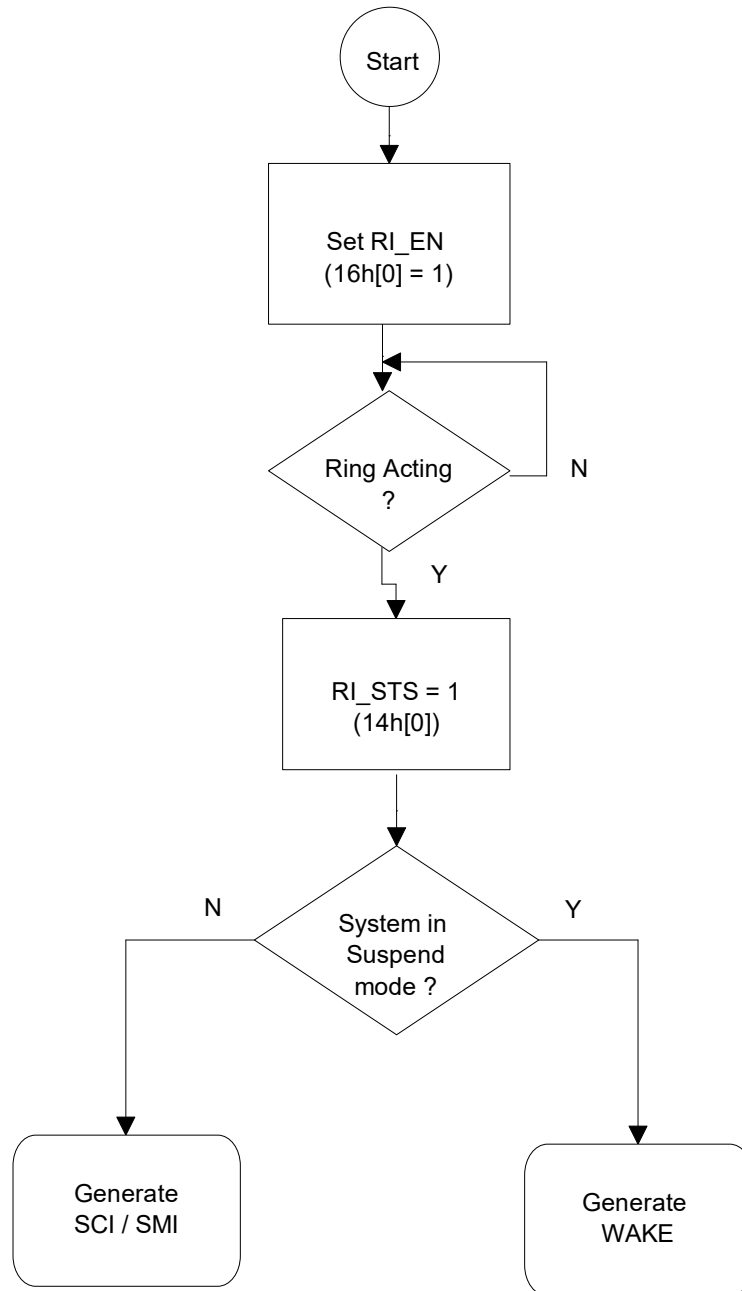 Start
Set RI_EN
(16h[0] = 1)
Ring Acting
?
N
Y
RI_STS = 1
(14h[0])
N
Y
System in
Suspend
mode ?
Generate
SCI / SMI
Generate
WAKE